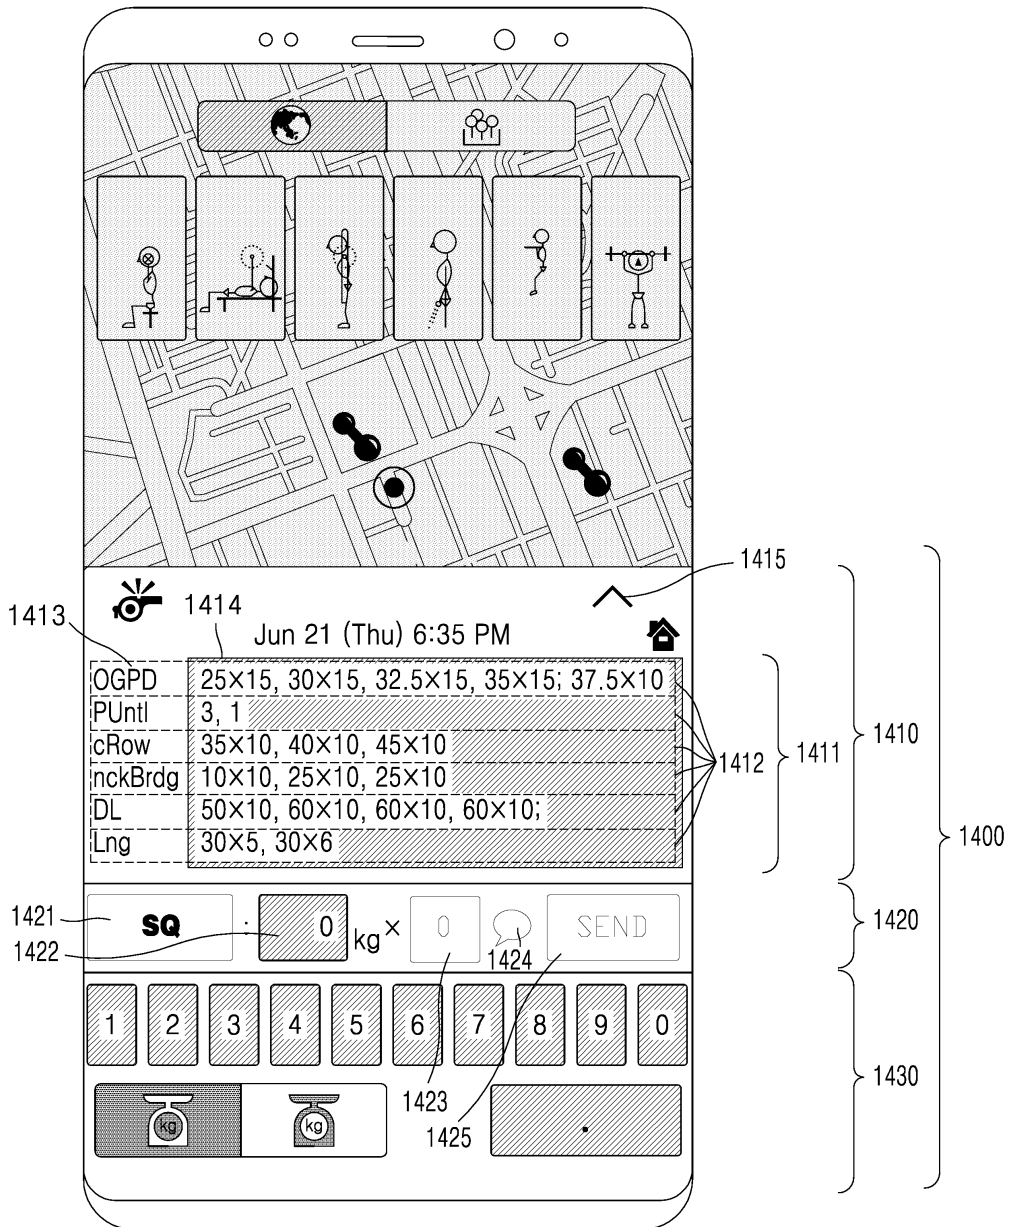 1415
1413
1414
Jun 21 (Thu) 6:35 PM
OGPD 25×15, 30×15, 32.5×15, 35×15; 37.5×10
PUntl 3, 1
cRow 35×10, 40×10, 45×10
nckBrdg 10×10, 25×10, 25×10
DL 50×10, 60×10, 60×10, 60×10;
Lng 30×5, 30×6
1412
1411
1410
1400
1421
1422
SQ : 0 kg × 0 SEND
1424
1420
1 2 3 4 5 6 7 8 9 0
1423
1425
1430
kg kg .